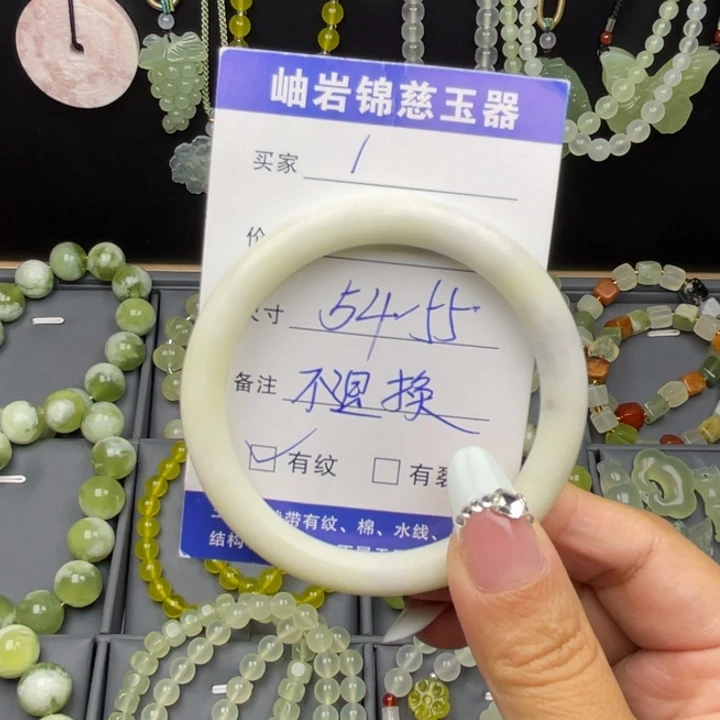 岫岩锦慈玉器
买家 1
价
寸 54-55
备注 不退换
有纹 有裂
带有纹、棉、水线、
结构